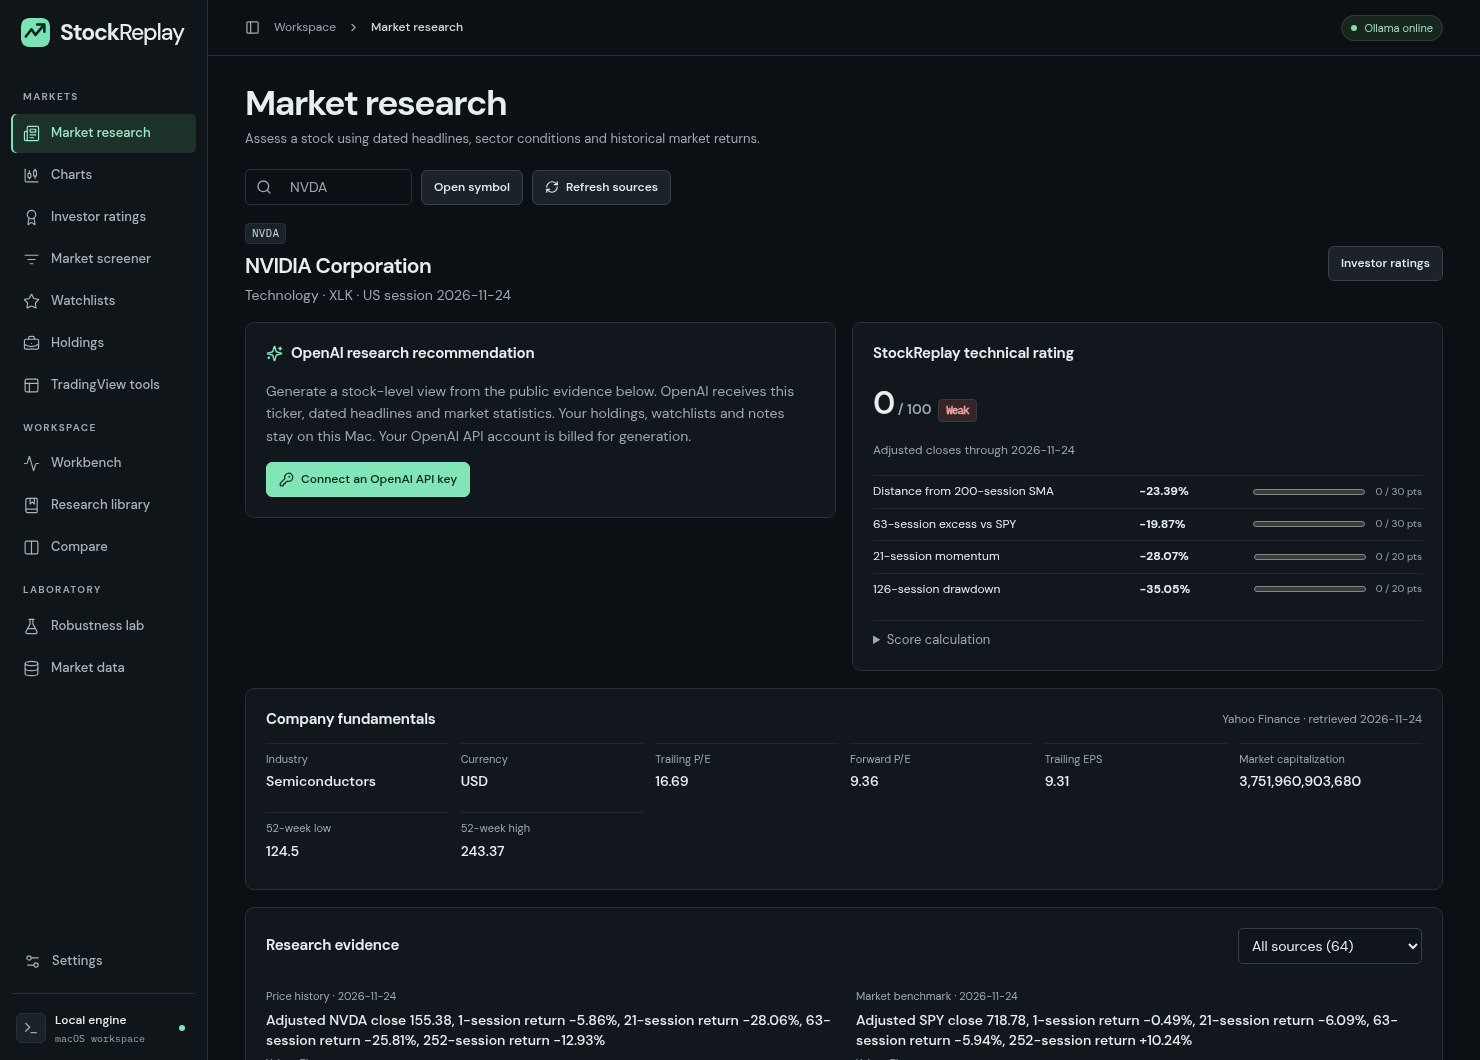 StockReplay
Workspace
Market research
Ollama online
MARKETS
Market research
Charts
Investor ratings
Market screener
Watchlists
Holdings
TradingView tools
WORKSPACE
Workbench
Research library
Compare
LABORATORY
Robustness lab
Market data
Settings
Local engine
macOS workspace
Market research
Assess a stock using dated headlines, sector conditions and historical market returns.
NVDA
Open symbol
Refresh sources
NVDA
NVIDIA Corporation
Technology · XLK · US session 2026-11-24
Investor ratings
OpenAI research recommendation
Generate a stock-level view from the public evidence below. OpenAI receives this
ticker, dated headlines and market statistics. Your holdings, watchlists and notes
stay on this Mac. Your OpenAI API account is billed for generation.
Connect an OpenAI API key
StockReplay technical rating
0 / 100 Weak
Adjusted closes through 2026-11-24
Distance from 200-session SMA -23.39% 0 / 30 pts
63-session excess vs SPY -19.87% 0 / 30 pts
21-session momentum -28.07% 0 / 20 pts
126-session drawdown -35.05% 0 / 20 pts
Score calculation
Company fundamentals
Yahoo Finance · retrieved 2026-11-24
Industry
Semiconductors
Currency
USD
Trailing P/E
16.69
Forward P/E
9.36
Trailing EPS
9.31
Market capitalization
3,751,960,903,680
52-week low
124.5
52-week high
243.37
Research evidence
All sources (64)
Price history · 2026-11-24
Adjusted NVDA close 155.38, 1-session return -5.86%, 21-session return -28.06%, 63-
session return -25.81%, 252-session return -12.93%
Market benchmark · 2026-11-24
Adjusted SPY close 718.78, 1-session return -0.49%, 21-session return -6.09%, 63-
session return -5.94%, 252-session return +10.24%